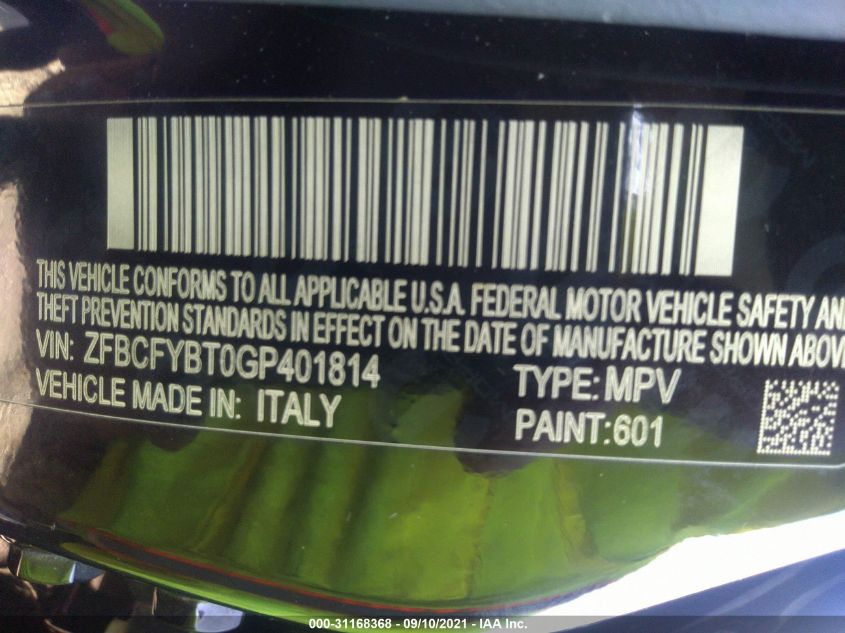 THIS VEHICLE CONFORMS TO ALL APPLICABLE U.S.A. FEDERAL MOTOR VEHICLE SAFETY AN
THEFT PREVENTION STANDARDS IN EFFECT ON THE DATE OF MANUFACTURE SHOWN ABOV
VIN: ZFBCFYBT0GP401814 TYPE: MPV
VEHICLE MADE IN: ITALY PAINT:601
000-31168368 - 09/10/2021 - IAA Inc.